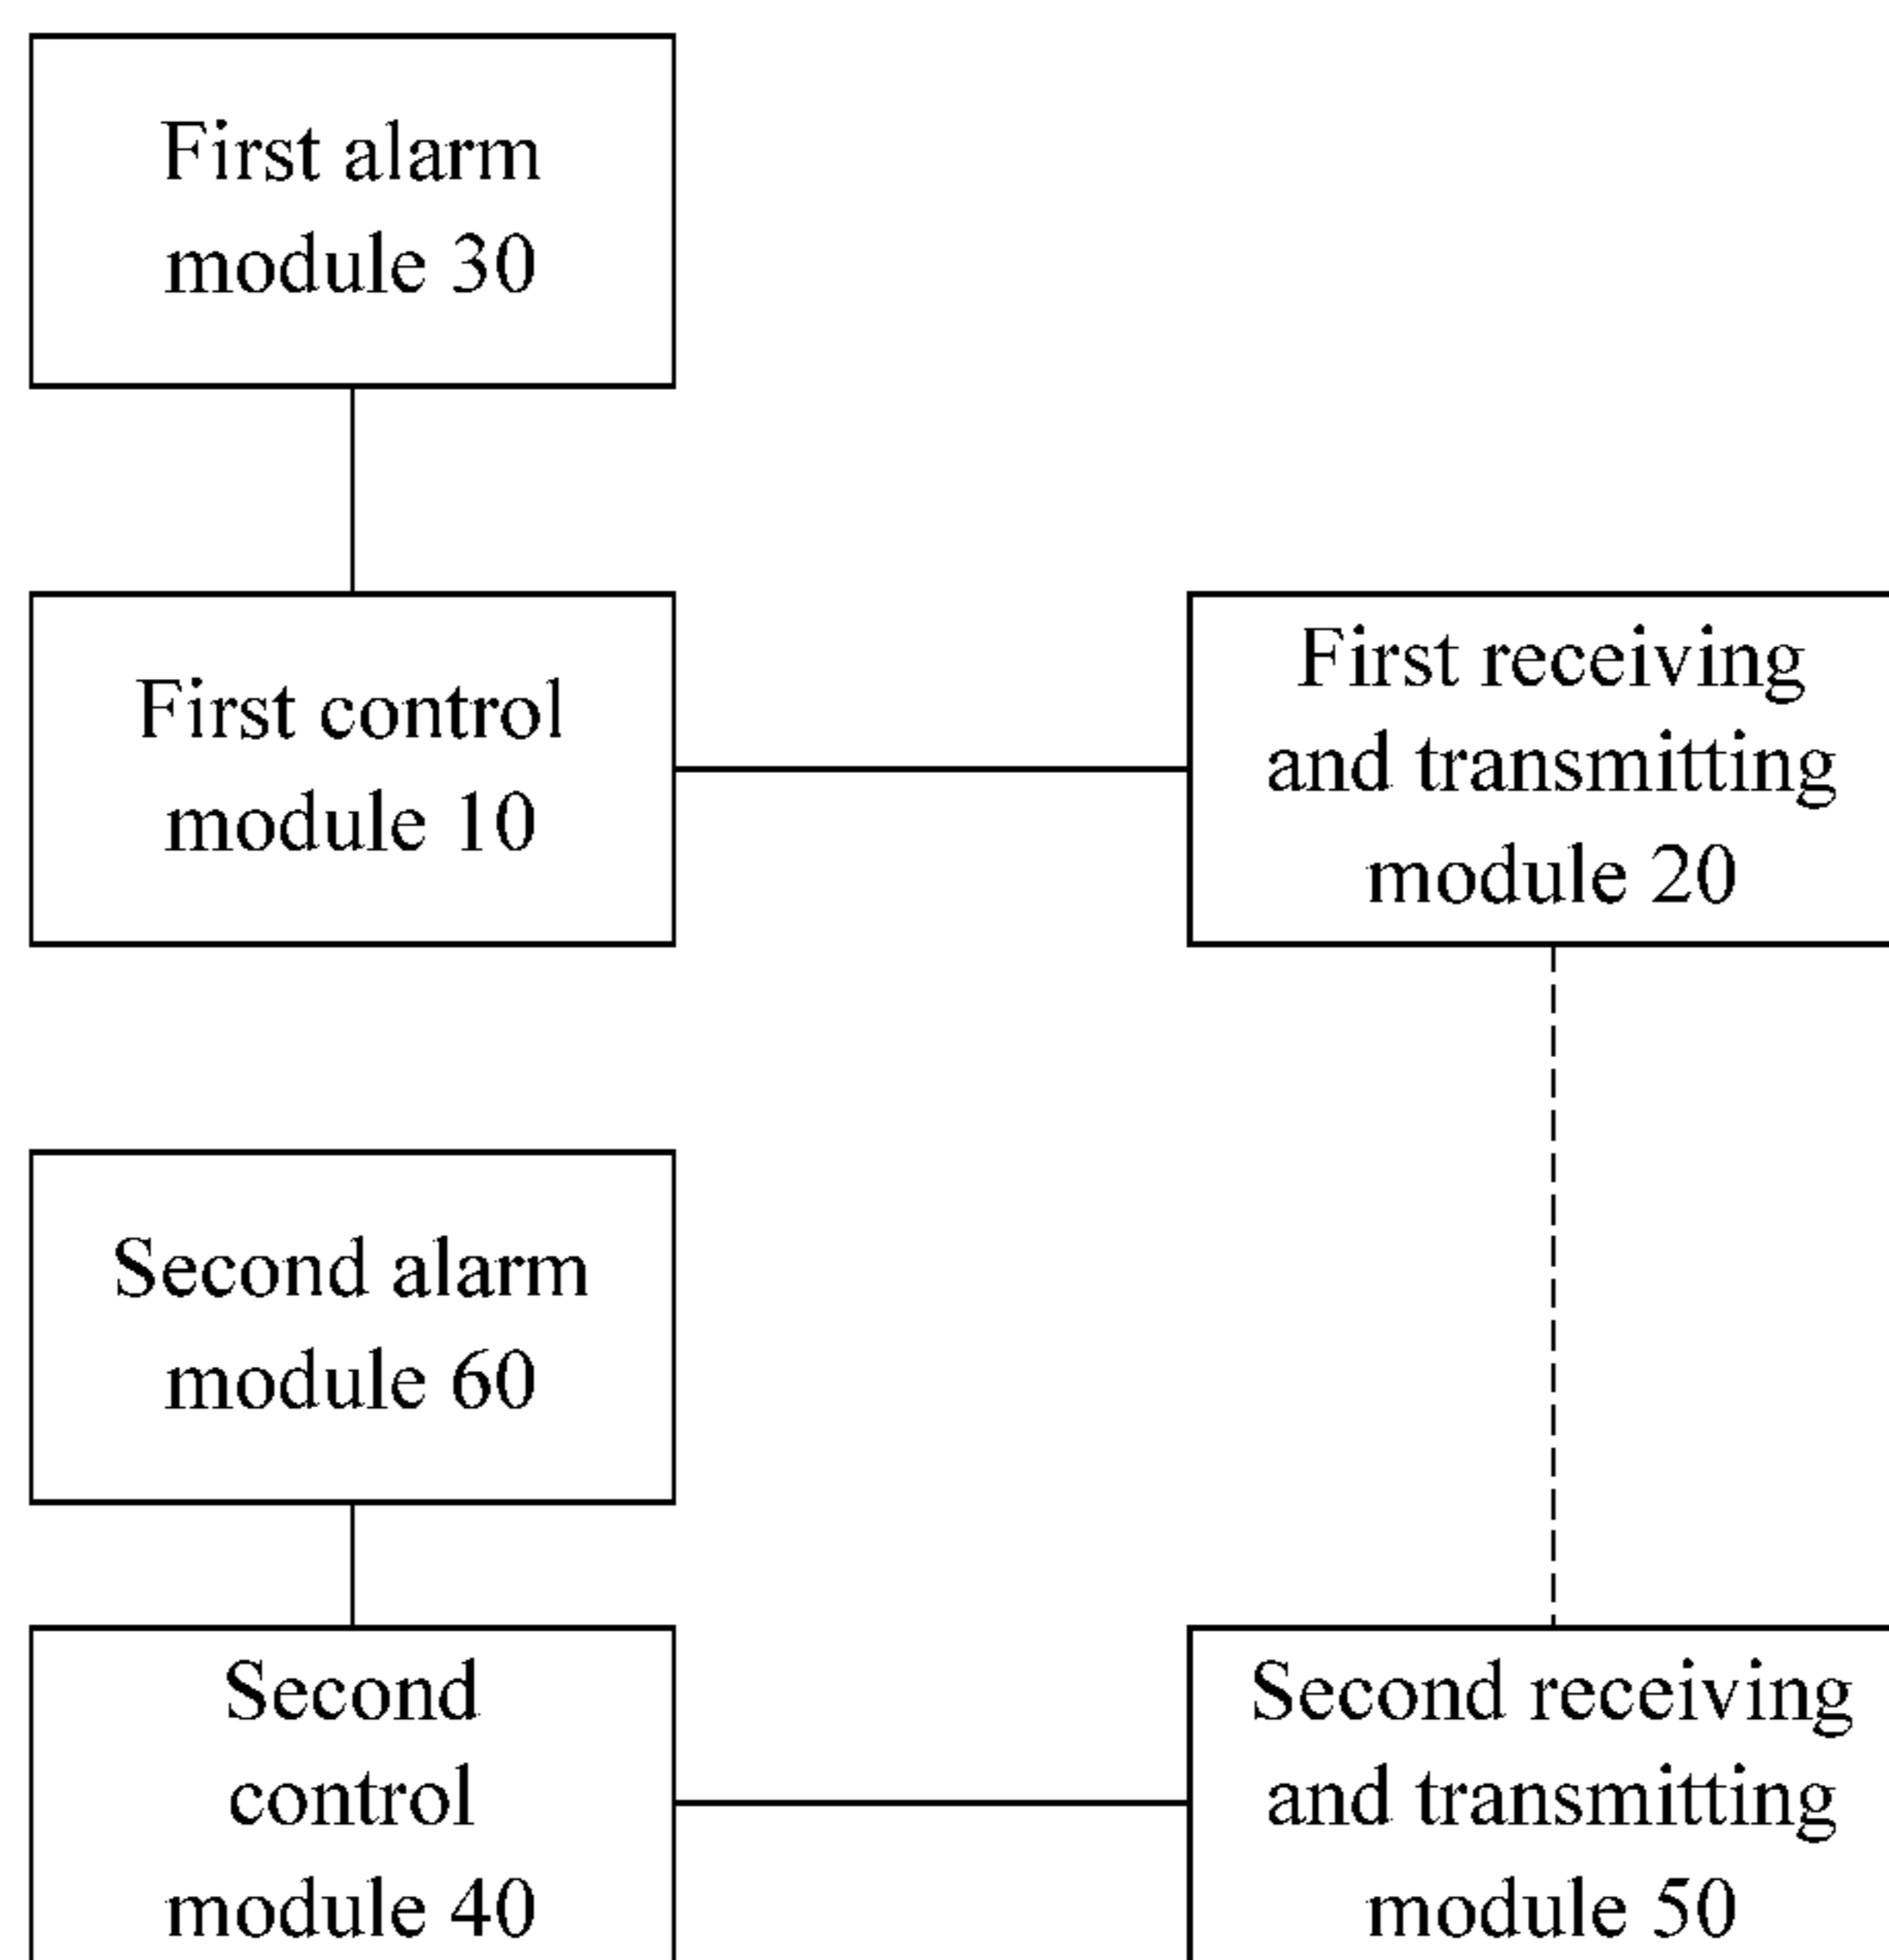 First alarm
module 30
First control
module 10
First receiving
and transmitting
module 20
Second alarm
module 60
Second
control
module 40
Second receiving
and transmitting
module 50